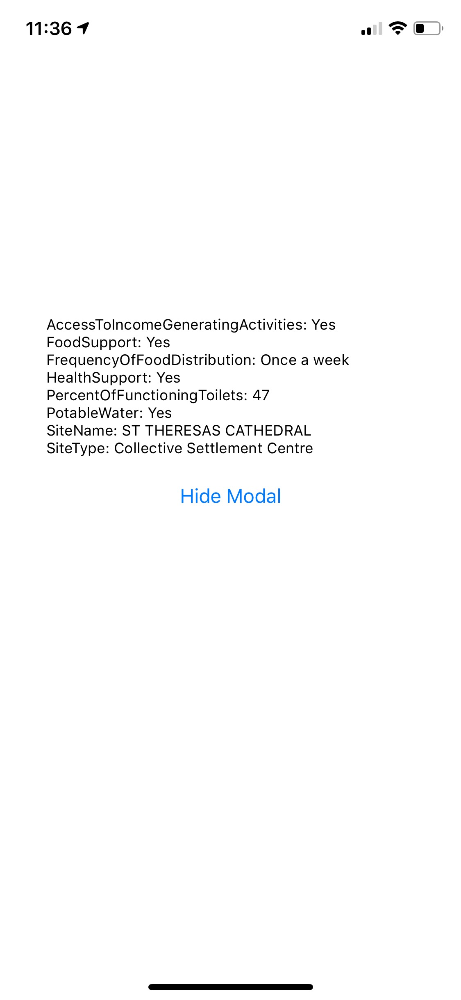 11:36
AccessToIncomeGeneratingActivities: Yes
FoodSupport: Yes
FrequencyOfFoodDistribution: Once a week
HealthSupport: Yes
PercentOfFunctioningToilets: 47
PotableWater: Yes
SiteName: ST THERESAS CATHEDRAL
SiteType: Collective Settlement Centre
Hide Modal